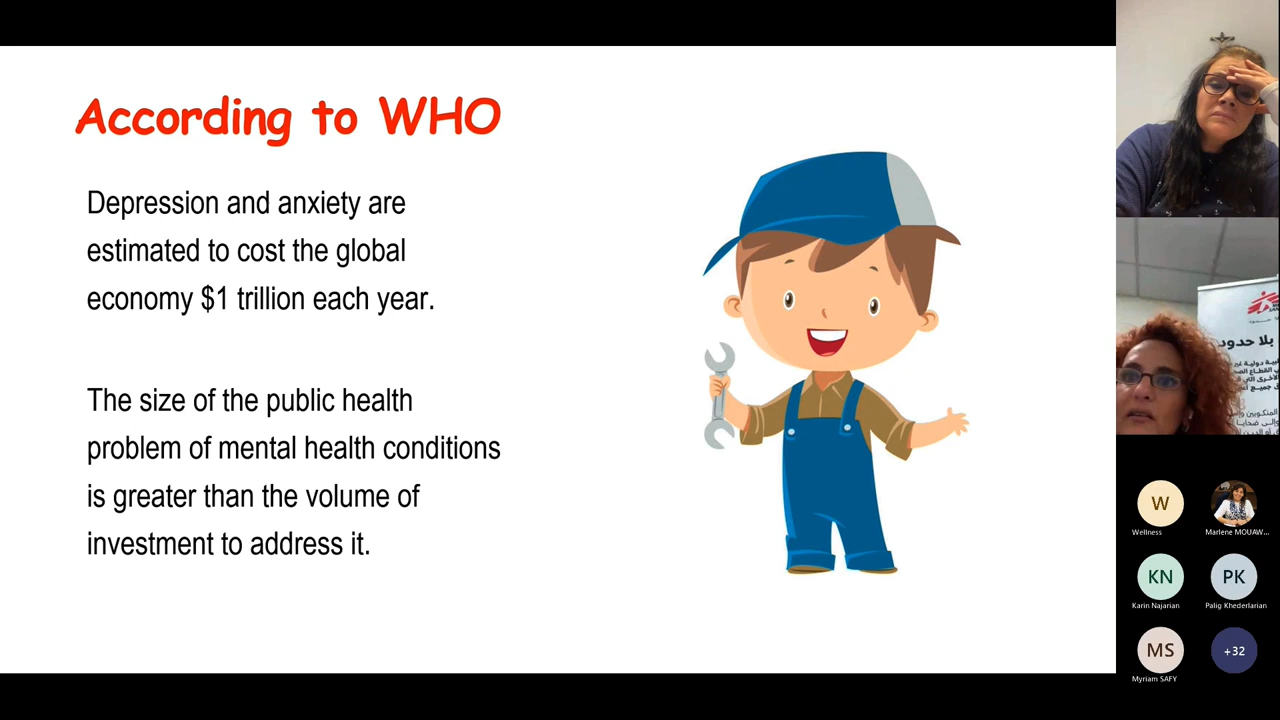 According to WHO
Depression and anxiety are
estimated to cost the global
economy $1 trillion each year.
The size of the public health
problem of mental health conditions
is greater than the volume of
investment to address it.
بلا حدود
W
Wellness
Marlene MOUAW...
KN
Karin Najarian
PK
Palig Khederlarian
MS
Myriam SAFY
+32